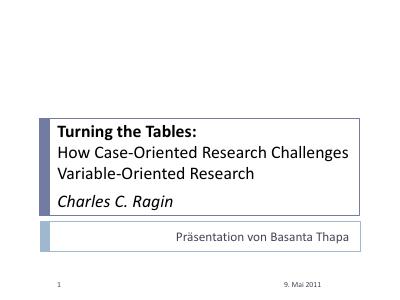 Turning the Tables:
How Case-Oriented Research Challenges
Variable-Oriented Research
Charles C. Ragin
Präsentation von Basanta Thapa
1
9. Mai 2011